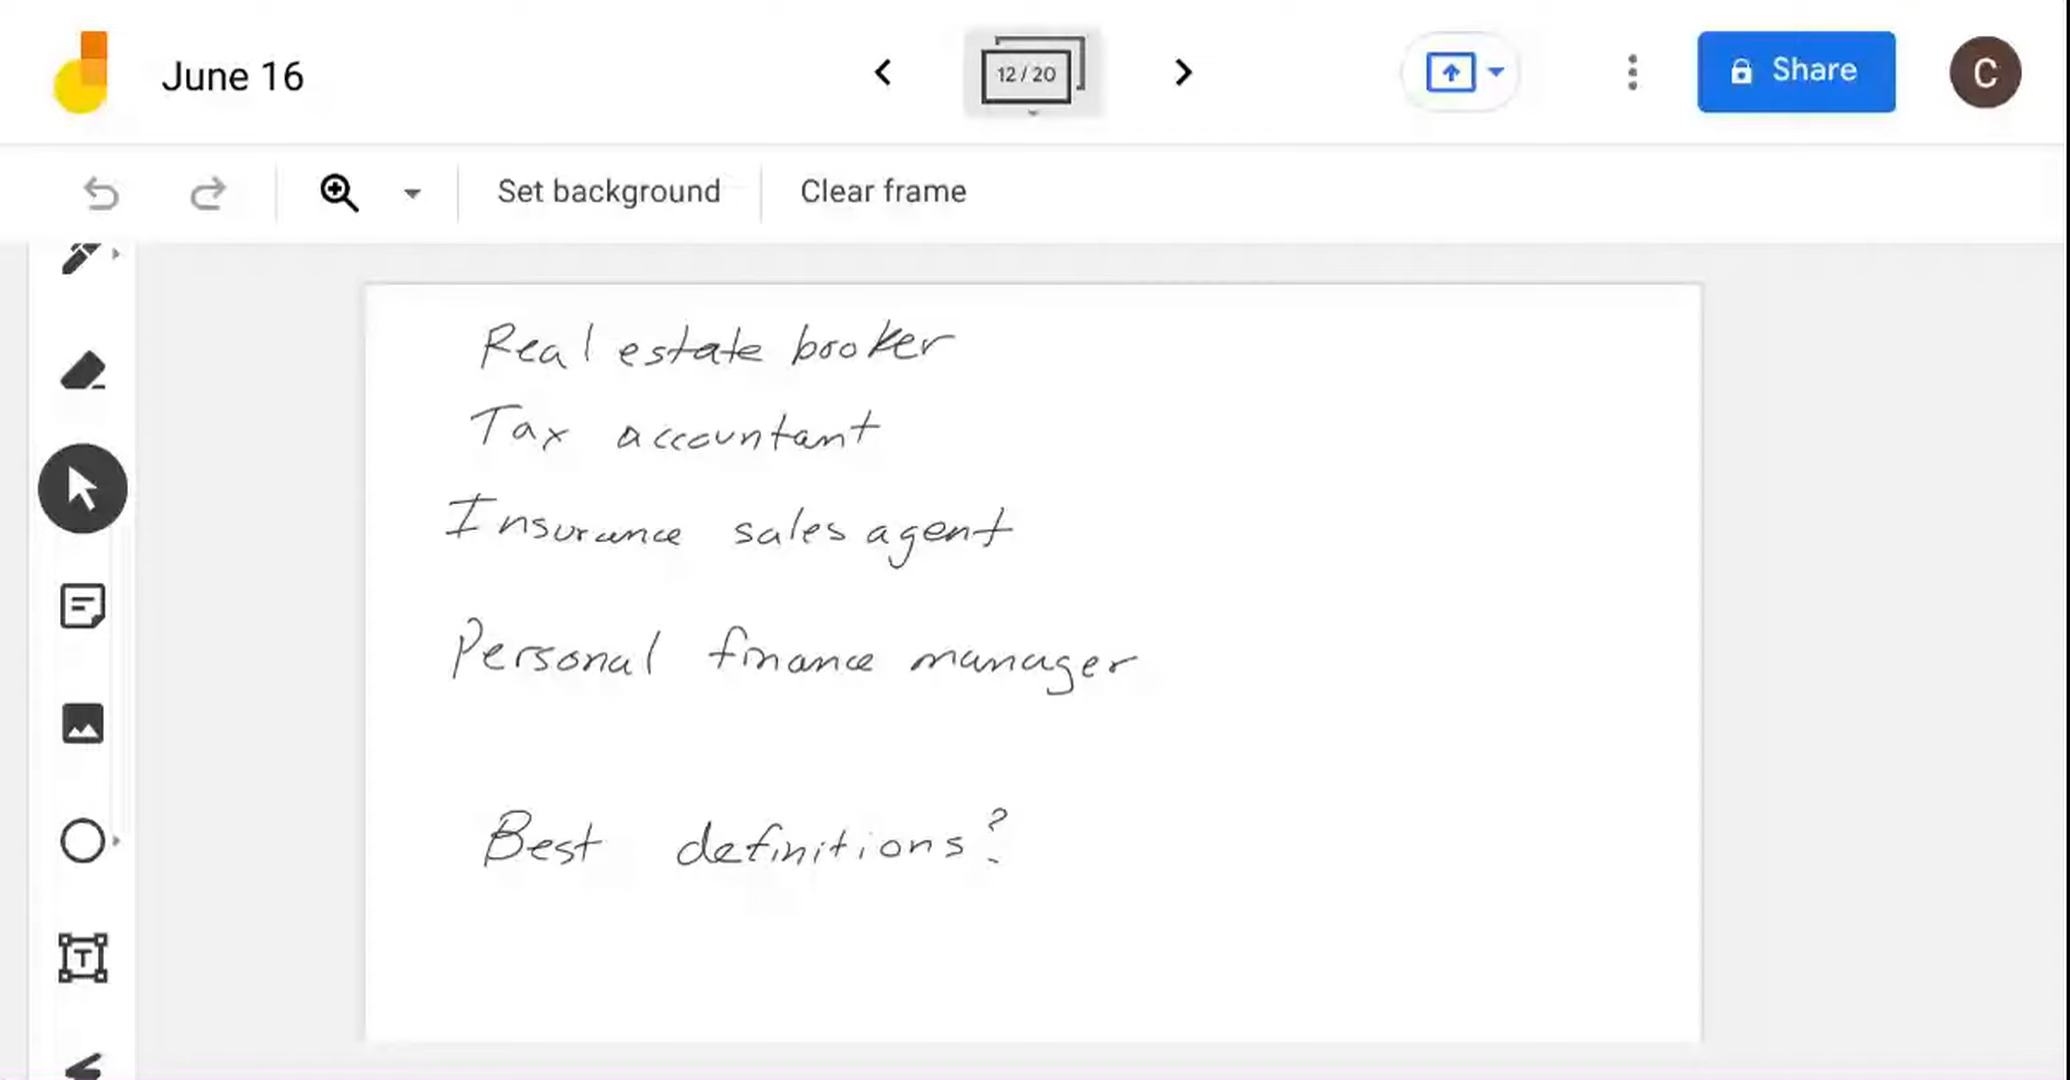 June 16
12 / 20
Share
C
Set background
Clear frame
Real estate broker
Tax accountant
Insurance sales agent
Personal finance manager
Best definitions?